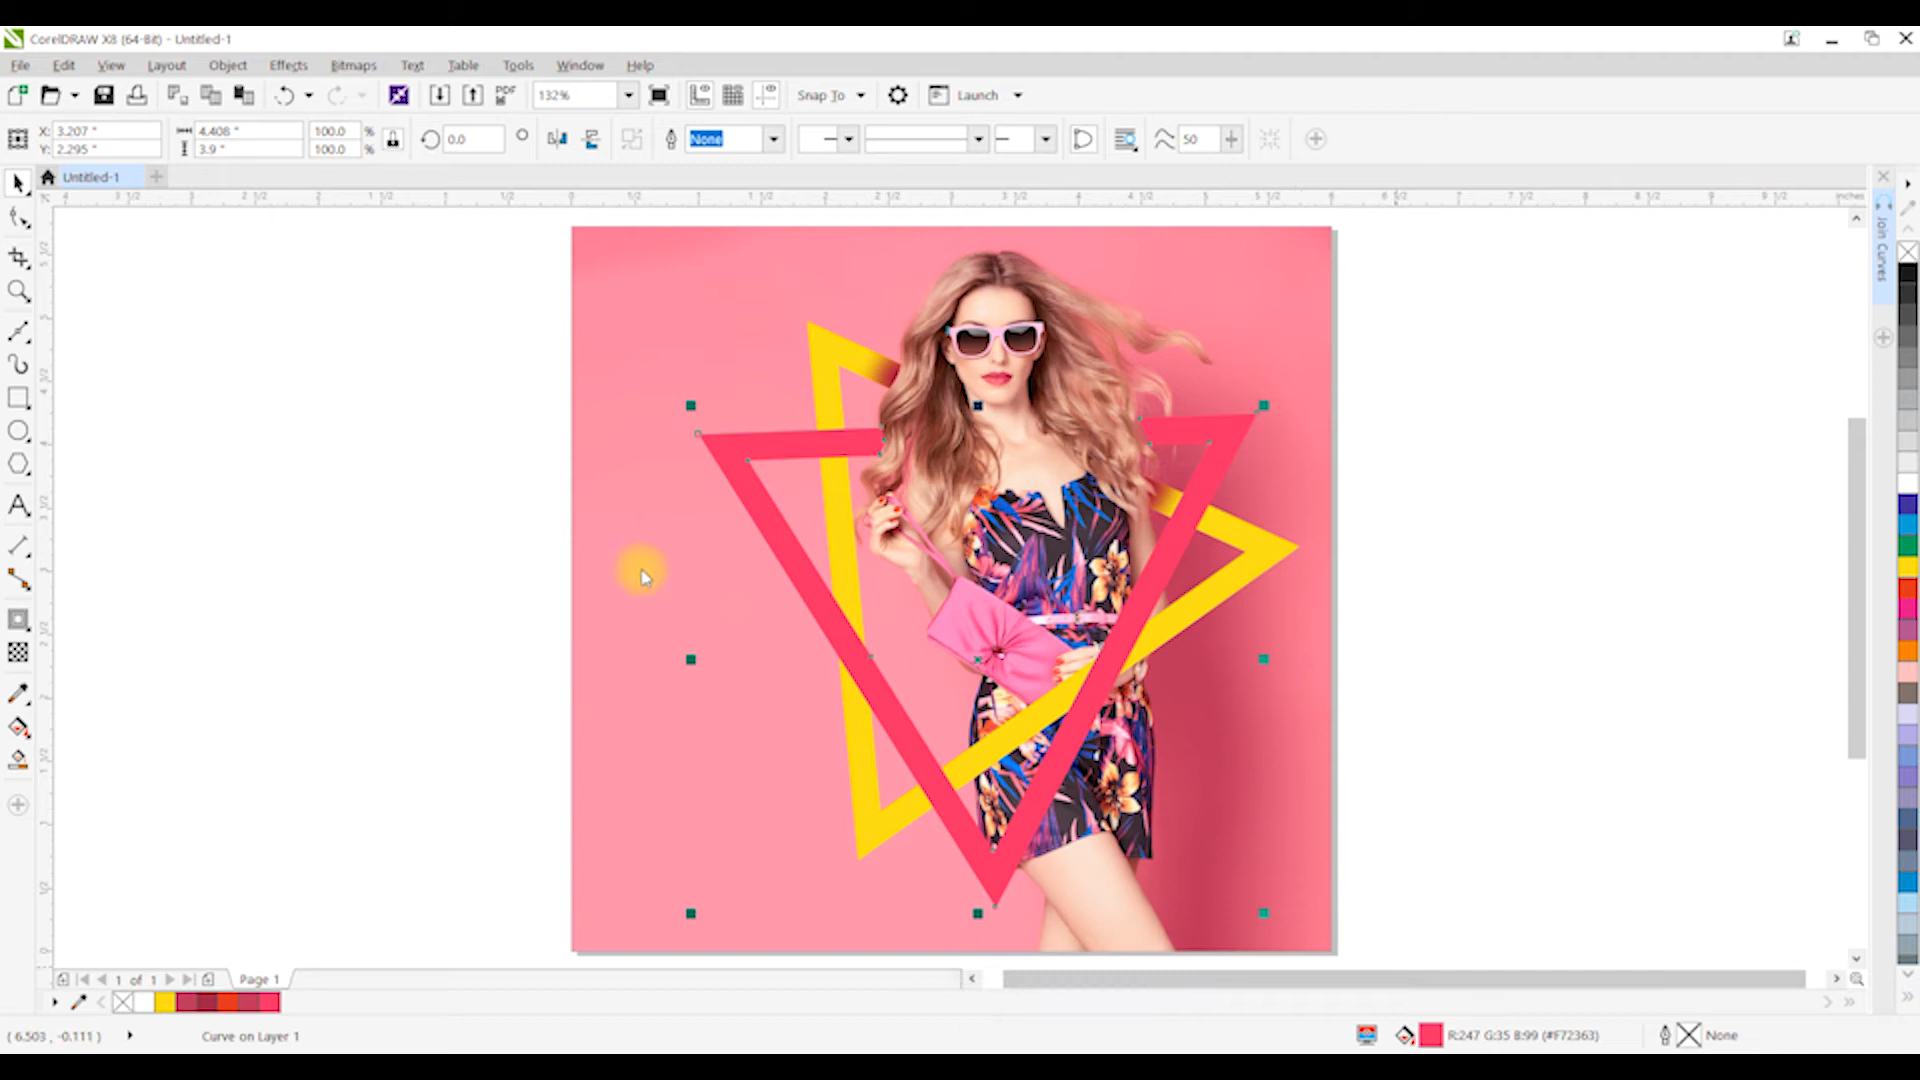 CorelDRAW X8 (64-Bit) - Untitled-1
File Edit View Layout Object Effects Bitmaps Text Table Tools Window Help
PDF 132% Snap To Launch
X: 3.207 " 4.408 " 100.0 % 0.0 None 50
Y: 2.295 " 3.9 " 100.0 %
Untitled-1
inches
Join Curves
1 of 1 Page 1
( 6.503 , -0.111 ) Curve on Layer 1 R:247 G:35 B:99 (#F72363) None